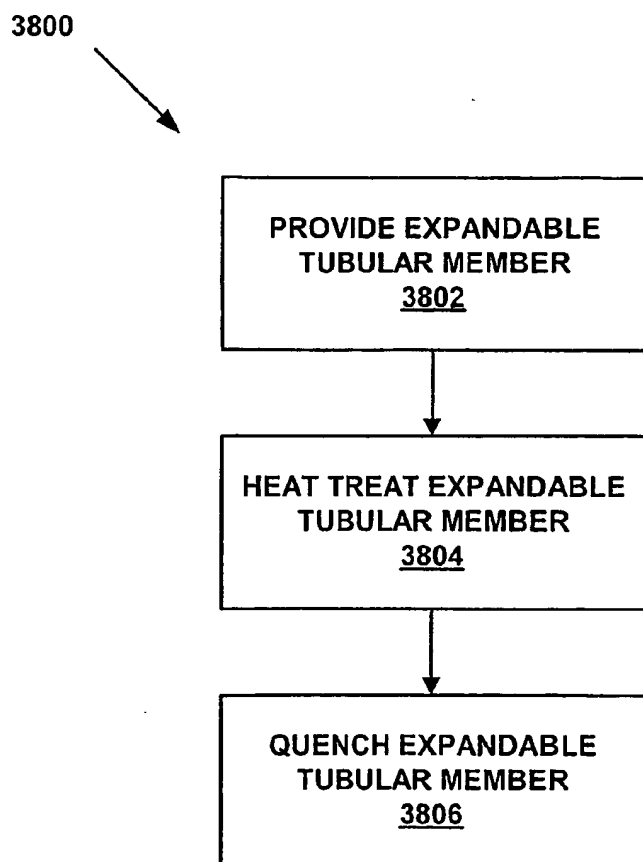 3800
PROVIDE EXPANDABLE
TUBULAR MEMBER
3802
HEAT TREAT EXPANDABLE
TUBULAR MEMBER
3804
QUENCH EXPANDABLE
TUBULAR MEMBER
3806